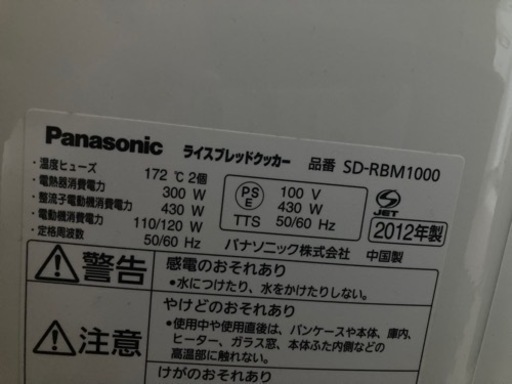 Panasonic ライスブレッドクッカー 品番 SD-RBM1000
・温度ヒューズ 172 ℃ 2個
・電熱器消費電力 300 W
・整流子電動機消費電力 430 W
・電動機消費電力 110/120 W
・定格周波数 50/60 Hz
PS E TTS
100 V
430 W
50/60 Hz
S JET
2012年製
パナソニック株式会社 中国製
警告
感電のおそれあり
•水につけたり、水をかけたりしない。
注意
やけどのおそれあり
•使用中や使用直後は、パンケースや本体、庫内、
ヒーター、ガラス窓、本体ふた内側などの
高温部に触れない。
けがのおそれあり